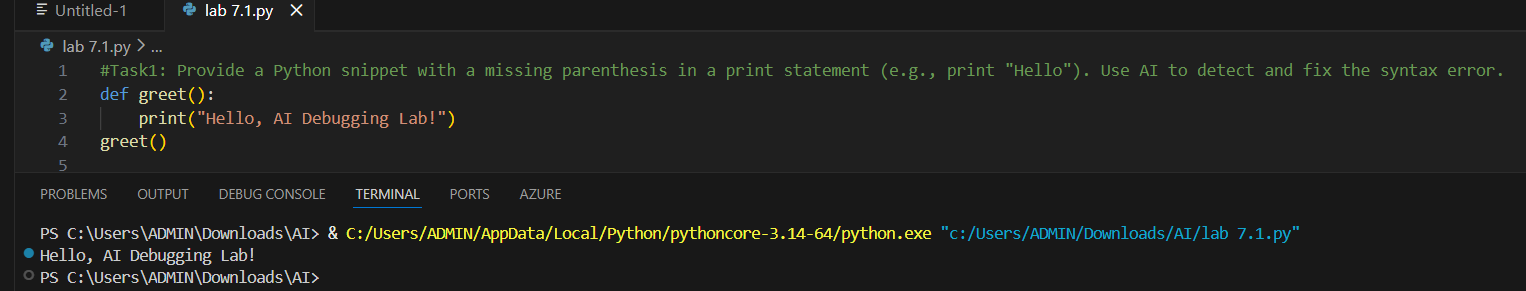 Untitled-1 lab 7.1.py
lab 7.1.py > ...
1 #Task1: Provide a Python snippet with a missing parenthesis in a print statement (e.g., print "Hello"). Use AI to detect and fix the syntax error.
2 def greet():
3     print("Hello, AI Debugging Lab!")
4 greet()
5
PROBLEMS OUTPUT DEBUG CONSOLE TERMINAL PORTS AZURE
PS C:\Users\ADMIN\Downloads\AI> & C:/Users/ADMIN/AppData/Local/Python/pythoncore-3.14-64/python.exe "c:/Users/ADMIN/Downloads/AI/lab 7.1.py"
Hello, AI Debugging Lab!
PS C:\Users\ADMIN\Downloads\AI>